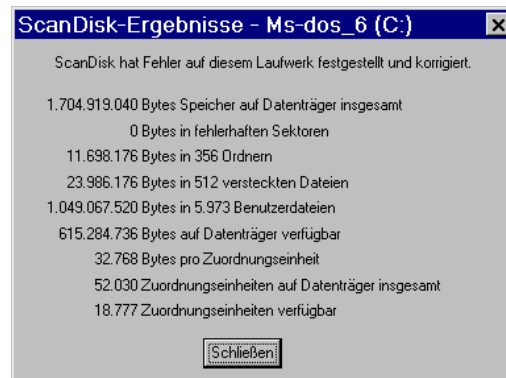 ScanDisk-Ergebnisse - Ms-dos_6 (C:)
ScanDisk hat Fehler auf diesem Laufwerk festgestellt und korrigiert.
1.704.919.040 Bytes Speicher auf Datenträger insgesamt
0 Bytes in fehlerhaften Sektoren
11.698.176 Bytes in 356 Ordnern
23.986.176 Bytes in 512 versteckten Dateien
1.049.067.520 Bytes in 5.973 Benutzerdateien
615.284.736 Bytes auf Datenträger verfügbar
32.768 Bytes pro Zuordnungseinheit
52.030 Zuordnungseinheiten auf Datenträger insgesamt
18.777 Zuordnungseinheiten verfügbar
Schließen